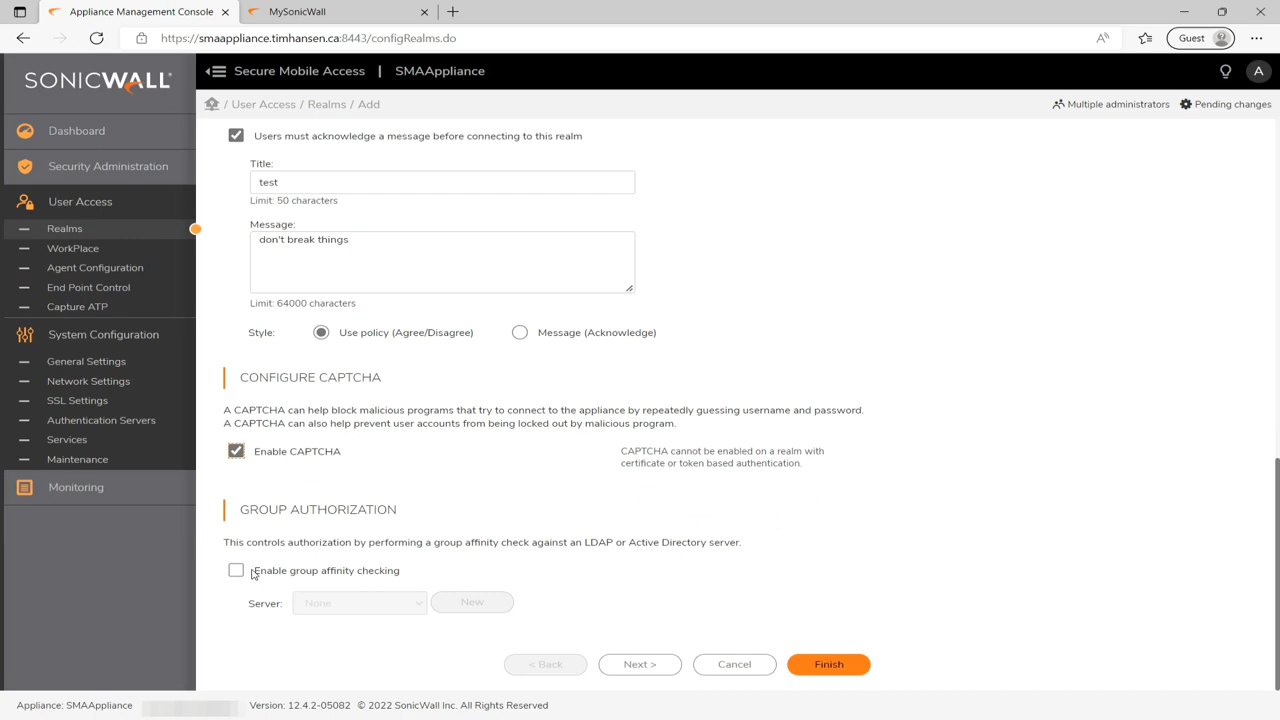 Appliance Management Console
MySonicWall
https://smaappliance.timhansen.ca:8443/configRealms.do
Guest
SONICWALL
Secure Mobile Access | SMAAppliance
A
/ User Access / Realms / Add
Multiple administrators
Pending changes
Dashboard
Security Administration
User Access
Realms
WorkPlace
Agent Configuration
End Point Control
Capture ATP
System Configuration
General Settings
Network Settings
SSL Settings
Authentication Servers
Services
Maintenance
Monitoring
Users must acknowledge a message before connecting to this realm
Title:
test
Limit: 50 characters
Message:
don't break things
Limit: 64000 characters
Style:
Use policy (Agree/Disagree)
Message (Acknowledge)
CONFIGURE CAPTCHA
A CAPTCHA can help block malicious programs that try to connect to the appliance by repeatedly guessing username and password.
A CAPTCHA can also help prevent user accounts from being locked out by malicious program.
Enable CAPTCHA
CAPTCHA cannot be enabled on a realm with
certificate or token based authentication.
GROUP AUTHORIZATION
This controls authorization by performing a group affinity check against an LDAP or Active Directory server.
Enable group affinity checking
Server:
None
New
< Back
Next >
Cancel
Finish
Appliance: SMAAppliance
Version: 12.4.2-05082 © 2022 SonicWall Inc. All Rights Reserved